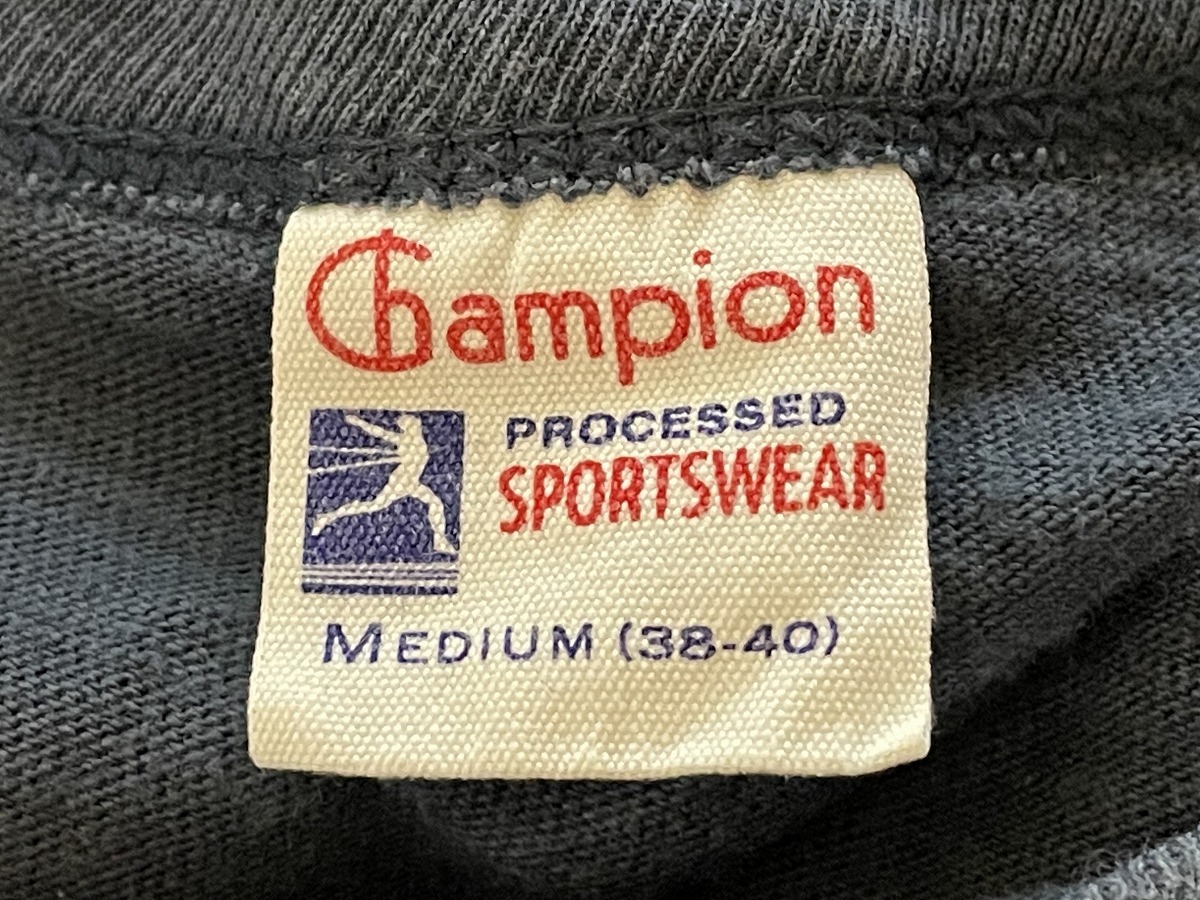 Champion
PROCESSED
SPORTSWEAR
MEDIUM (38-40)